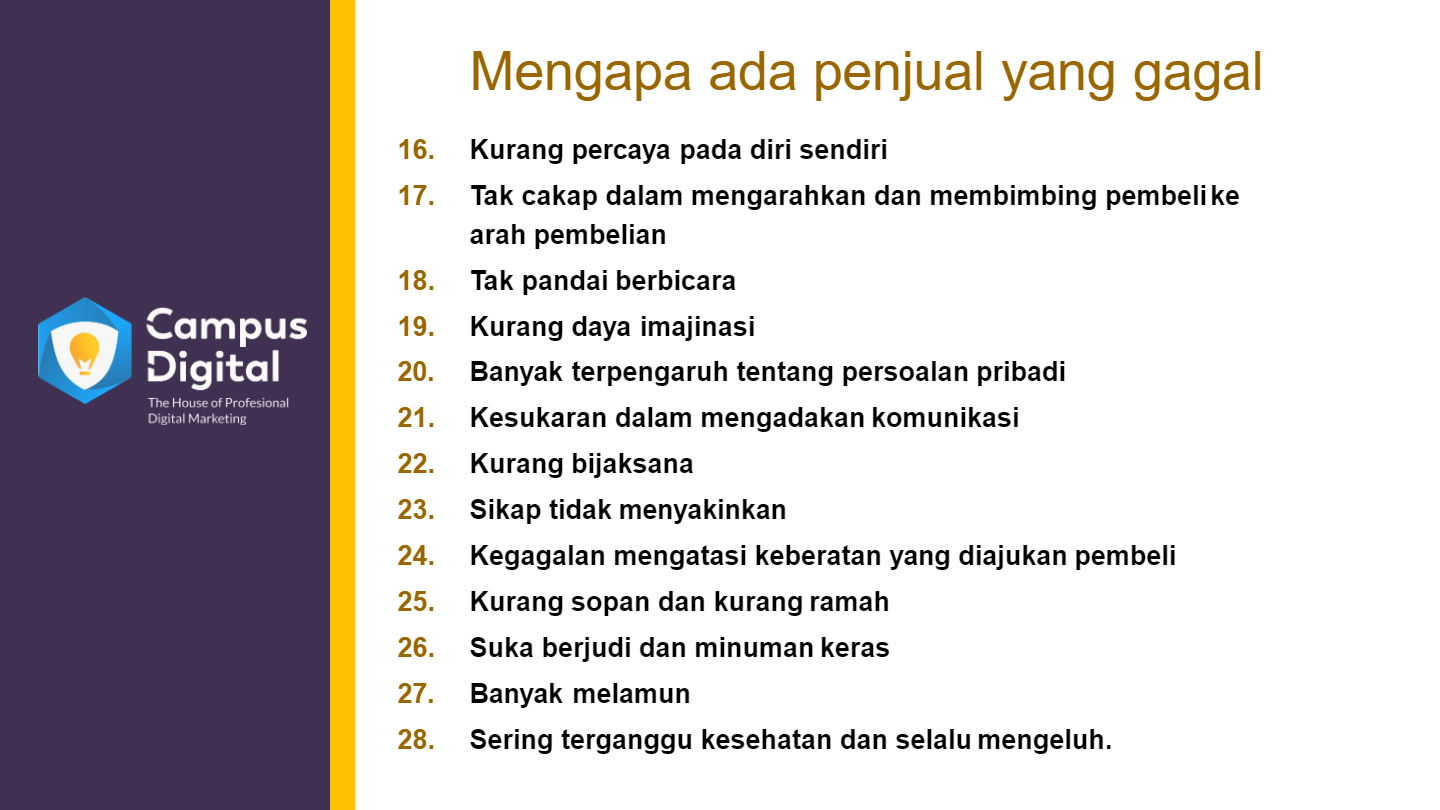 Mengapa ada penjual yang gagal
16. Kurang percaya pada diri sendiri
17. Tak cakap dalam mengarahkan dan membimbing pembeli ke
arah pembelian
18. Tak pandai berbicara
19. Kurang daya imajinasi
20. Banyak terpengaruh tentang persoalan pribadi
21. Kesukaran dalam mengadakan komunikasi
22. Kurang bijaksana
23. Sikap tidak menyakinkan
24. Kegagalan mengatasi keberatan yang diajukan pembeli
25. Kurang sopan dan kurang ramah
26. Suka berjudi dan minuman keras
27. Banyak melamun
28. Sering terganggu kesehatan dan selalu mengeluh.
Campus
Digital
The House of Profesional
Digital Marketing